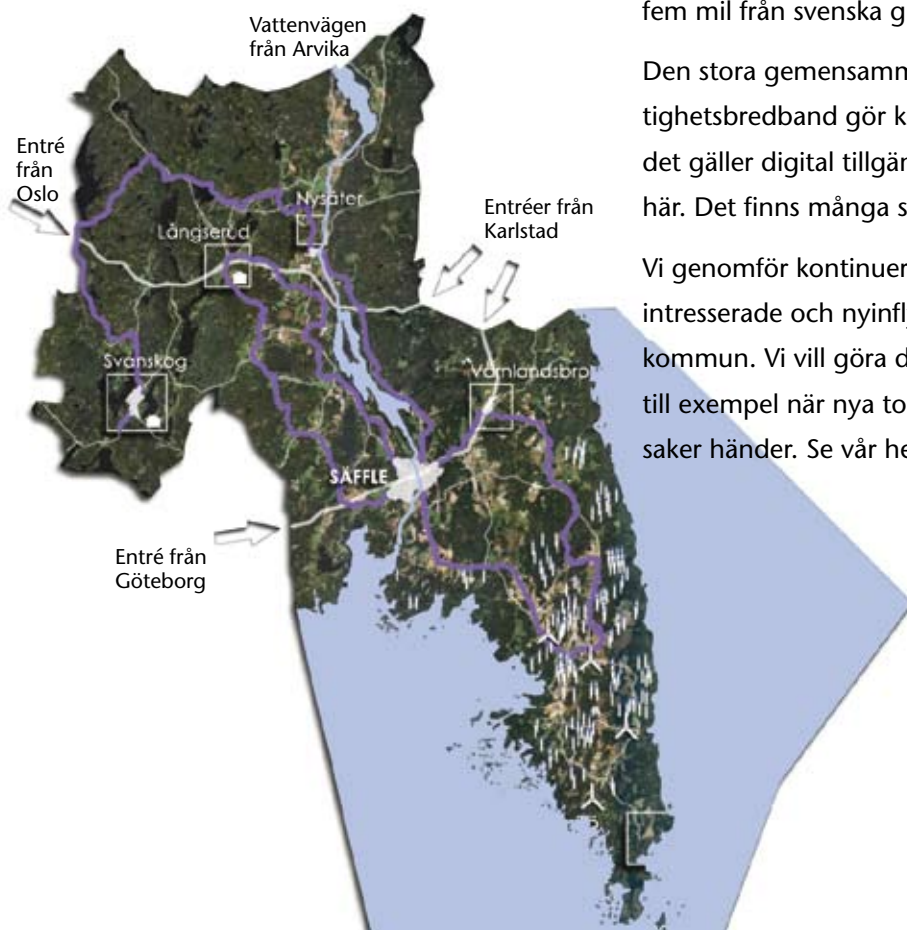 Vattenvägen
från Arvika
Entré
från
Oslo
Nysäter
Långserud
Entréer från
Karlstad
Svanskog
Värmlandsbro
SÄFFLE
Entré från
Göteborg
fem mil från svenska g
Den stora gemensamm
tighetsbredband gör k
det gäller digital tillgän
här. Det finns många s
Vi genomför kontinuer
intresserade och nyinfl
kommun. Vi vill göra d
till exempel när nya to
saker händer. Se vår he